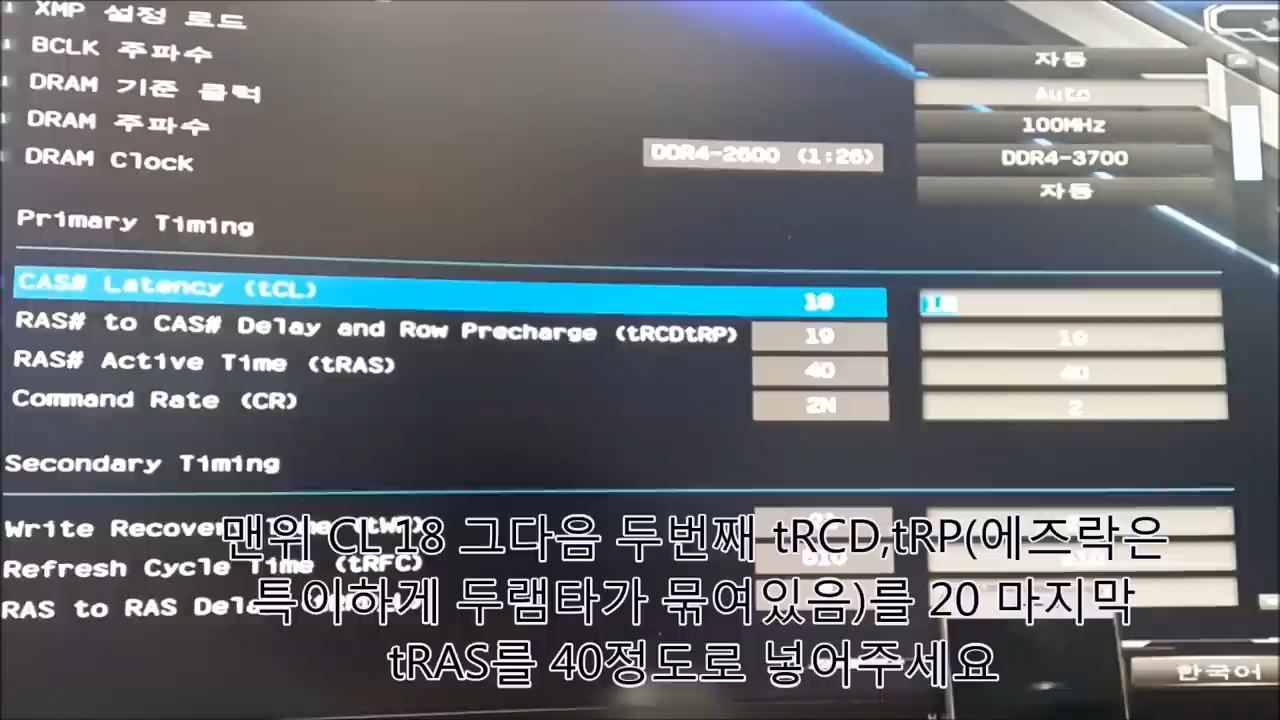 XMP 설정 로드
BCLK 주파수 자동
DRAM 기준 클럭 Auto
DRAM 주파수 100MHz
DRAM Clock DDR4-2600 (1:26) DDR4-3700
자동
Primary Timing
CAS# Latency (tCL) 18 18
RAS# to CAS# Delay and Row Precharge (tRCDtRP) 19 19
RAS# Active Time (tRAS) 40 40
Command Rate (CR) 2N 2
Secondary Timing
Write Recovery Time (tWR)
Refresh Cycle Time (tRFC)
RAS to RAS
맨위 CL 18 그다음 두번째 tRCD,tRP(에즈락은
특이하게 두램타가 묶여있음)를 20 마지막
tRAS를 40정도로 넣어주세요
한국어